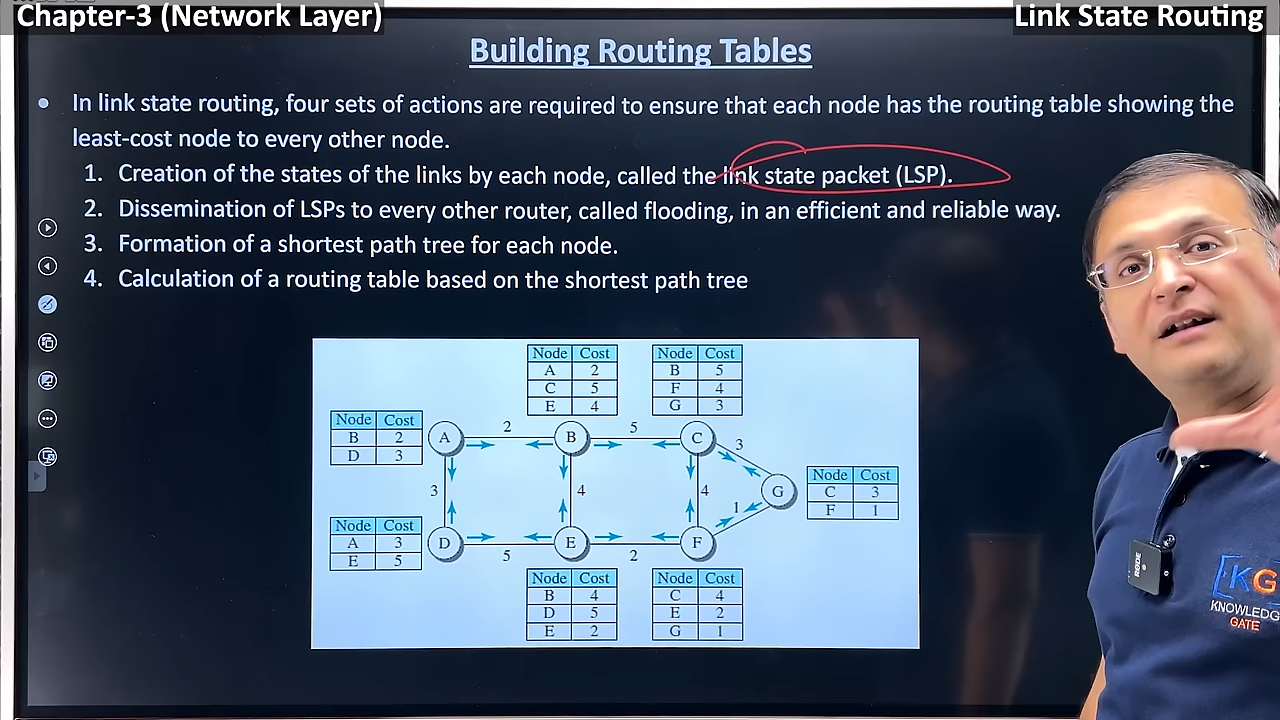 Chapter-3 (Network Layer)
Link State Routing
Building Routing Tables
• In link state routing, four sets of actions are required to ensure that each node has the routing table showing the
least-cost node to every other node.
1. Creation of the states of the links by each node, called the link state packet (LSP).
2. Dissemination of LSPs to every other router, called flooding, in an efficient and reliable way.
3. Formation of a shortest path tree for each node.
4. Calculation of a routing table based on the shortest path tree
Node Cost
A 2
C 5
E 4
Node Cost
B 5
F 4
G 3
Node Cost
B 2
D 3
A
2
B
5
C
3
3
4
4
G
1
Node Cost
C 3
F 1
Node Cost
A 3
E 5
D
5
E
2
F
Node Cost
B 4
D 5
E 2
Node Cost
C 4
E 2
G 1
RODE
KG
KNOWLEDG
GATE